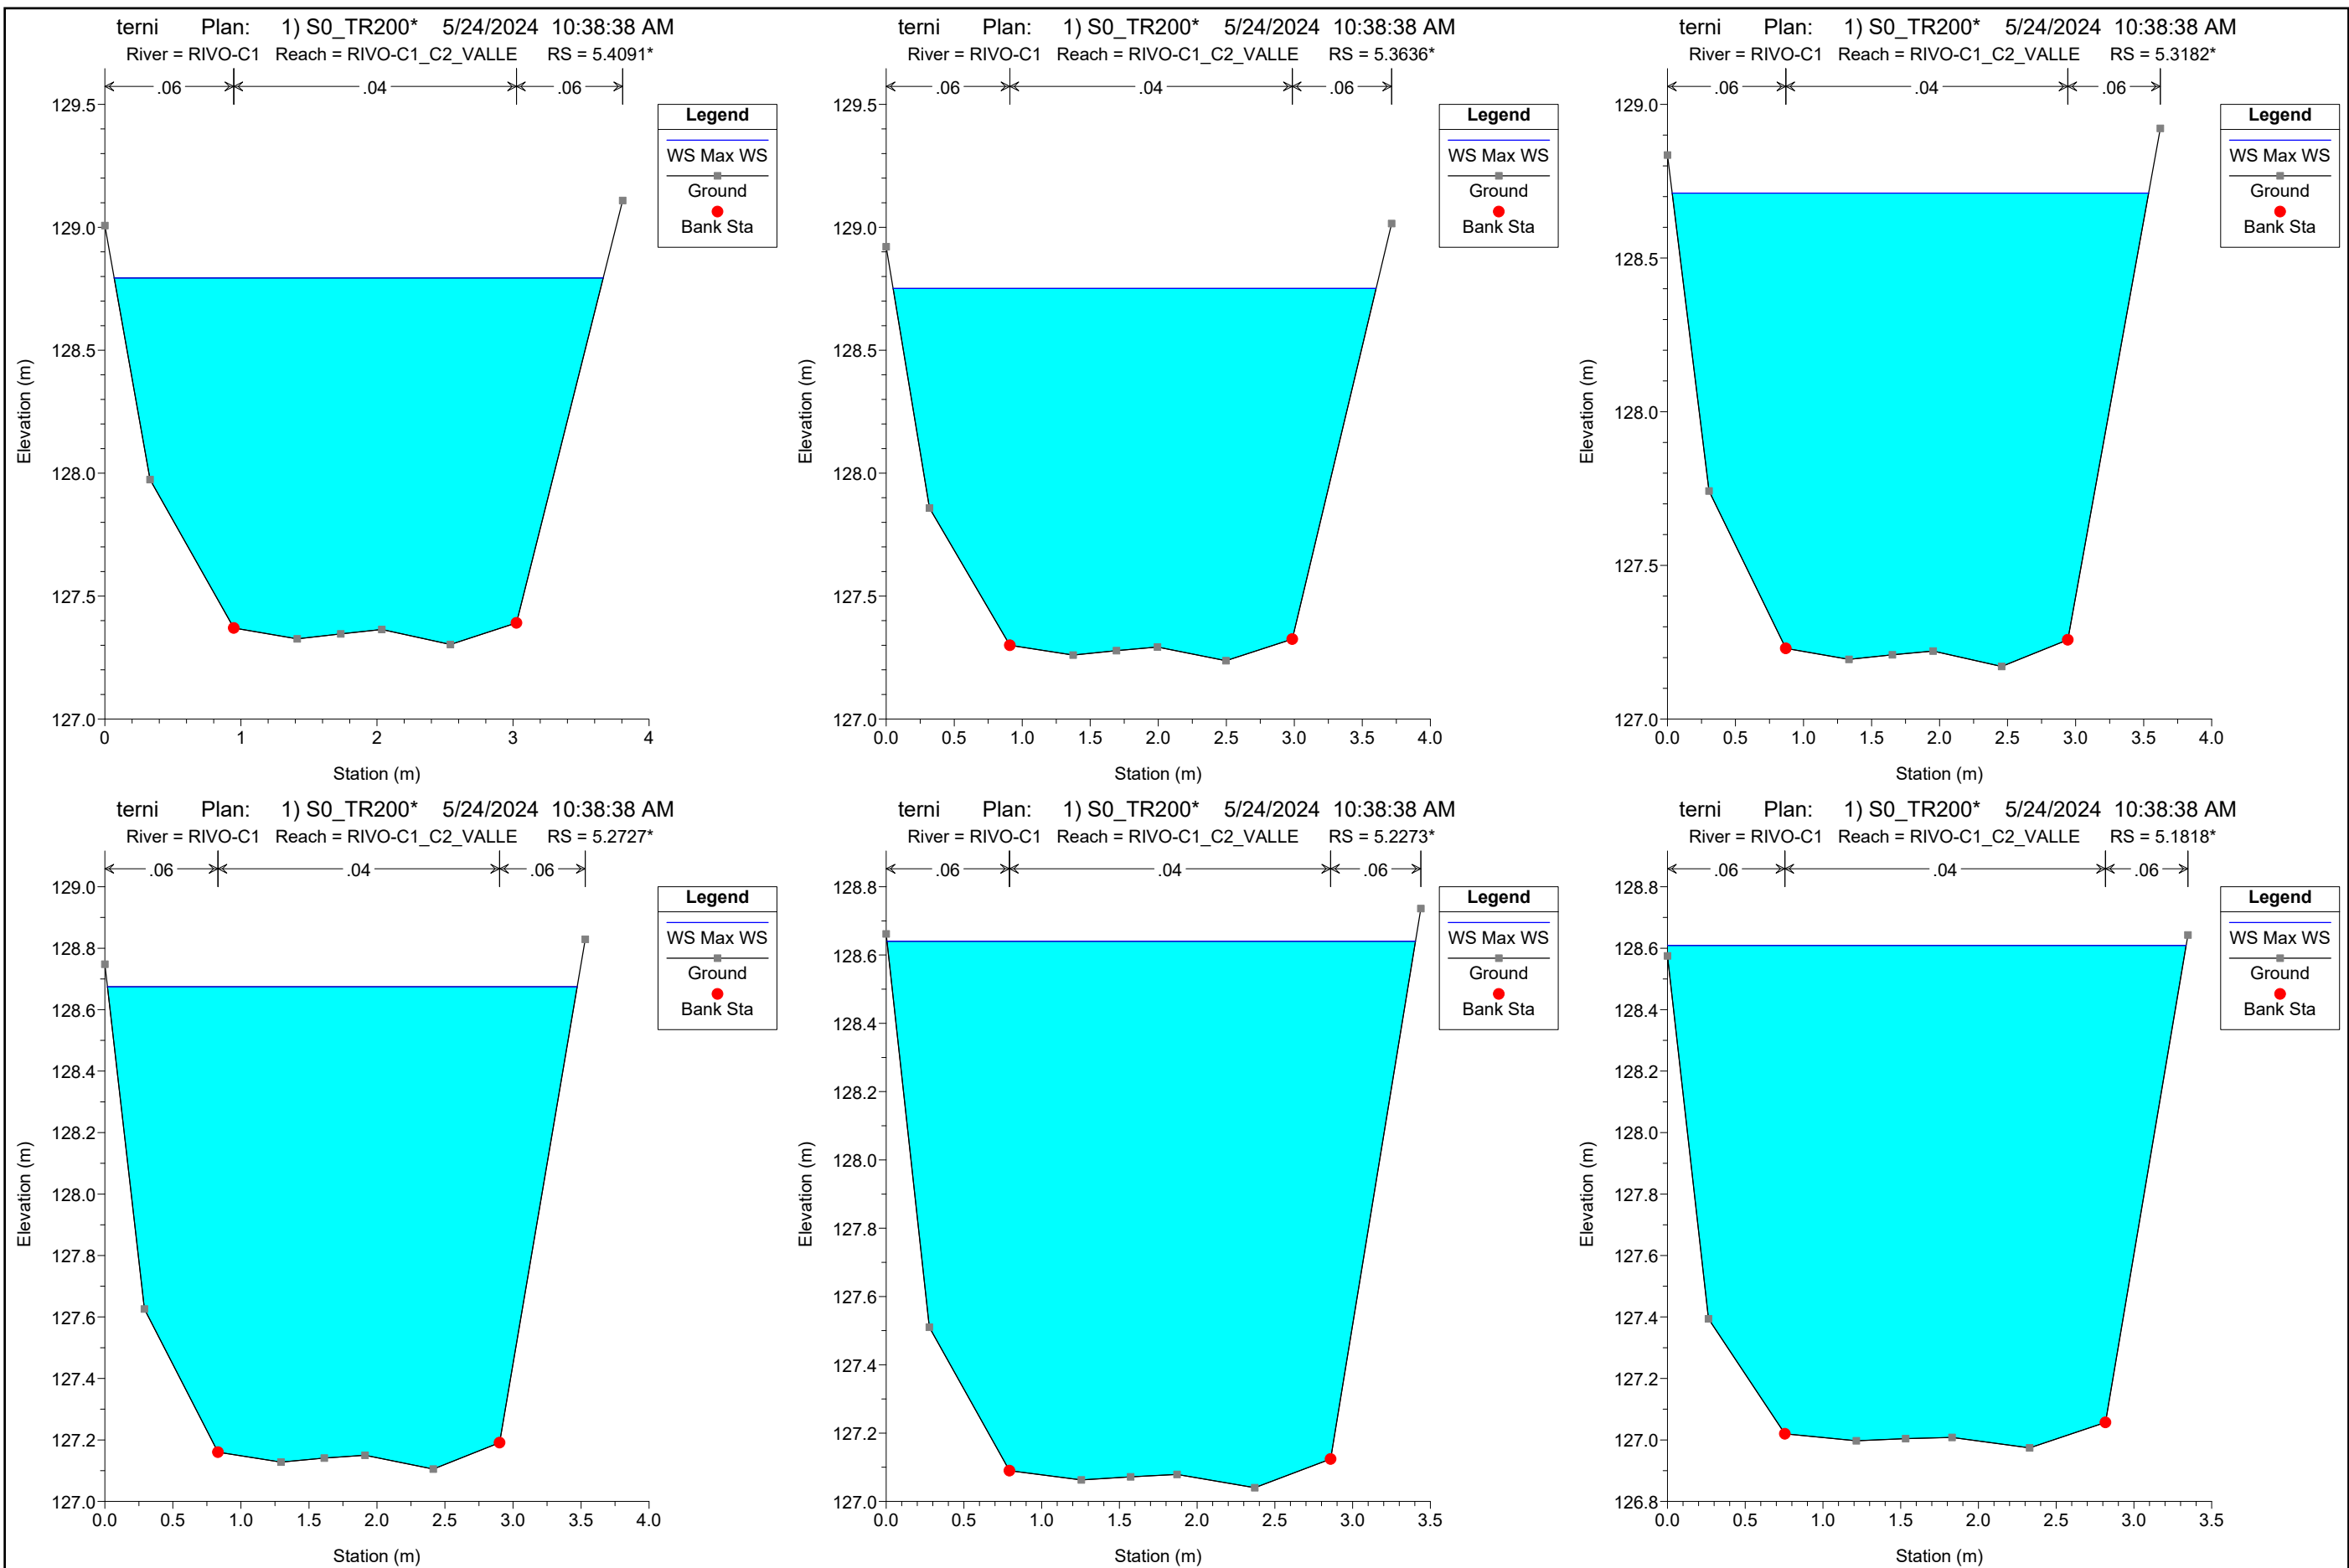 terni Plan: 1) S0_TR200* 5/24/2024 10:38:38 AM
River = RIVO-C1 Reach = RIVO-C1_C2_VALLE RS = 5.4091*
.06 .04 .06
129.5
129.0
128.5
128.0
127.5
127.0
0 1 2 3 4
Station (m)
Elevation (m)
Legend
WS Max WS
Ground
Bank Sta
terni Plan: 1) S0_TR200* 5/24/2024 10:38:38 AM
River = RIVO-C1 Reach = RIVO-C1_C2_VALLE RS = 5.3636*
.06 .04 .06
129.5
129.0
128.5
128.0
127.5
127.0
0.0 0.5 1.0 1.5 2.0 2.5 3.0 3.5 4.0
Station (m)
Elevation (m)
Legend
WS Max WS
Ground
Bank Sta
terni Plan: 1) S0_TR200* 5/24/2024 10:38:38 AM
River = RIVO-C1 Reach = RIVO-C1_C2_VALLE RS = 5.3182*
.06 .04 .06
129.0
128.5
128.0
127.5
127.0
0.0 0.5 1.0 1.5 2.0 2.5 3.0 3.5 4.0
Station (m)
Elevation (m)
Legend
WS Max WS
Ground
Bank Sta
terni Plan: 1) S0_TR200* 5/24/2024 10:38:38 AM
River = RIVO-C1 Reach = RIVO-C1_C2_VALLE RS = 5.2727*
.06 .04 .06
129.0
128.8
128.6
128.4
128.2
128.0
127.8
127.6
127.4
127.2
127.0
0.0 0.5 1.0 1.5 2.0 2.5 3.0 3.5 4.0
Station (m)
Elevation (m)
Legend
WS Max WS
Ground
Bank Sta
terni Plan: 1) S0_TR200* 5/24/2024 10:38:38 AM
River = RIVO-C1 Reach = RIVO-C1_C2_VALLE RS = 5.2273*
.06 .04 .06
128.8
128.6
128.4
128.2
128.0
127.8
127.6
127.4
127.2
127.0
0.0 0.5 1.0 1.5 2.0 2.5 3.0 3.5
Station (m)
Elevation (m)
Legend
WS Max WS
Ground
Bank Sta
terni Plan: 1) S0_TR200* 5/24/2024 10:38:38 AM
River = RIVO-C1 Reach = RIVO-C1_C2_VALLE RS = 5.1818*
.06 .04 .06
128.8
128.6
128.4
128.2
128.0
127.8
127.6
127.4
127.2
127.0
126.8
0.0 0.5 1.0 1.5 2.0 2.5 3.0 3.5
Station (m)
Elevation (m)
Legend
WS Max WS
Ground
Bank Sta